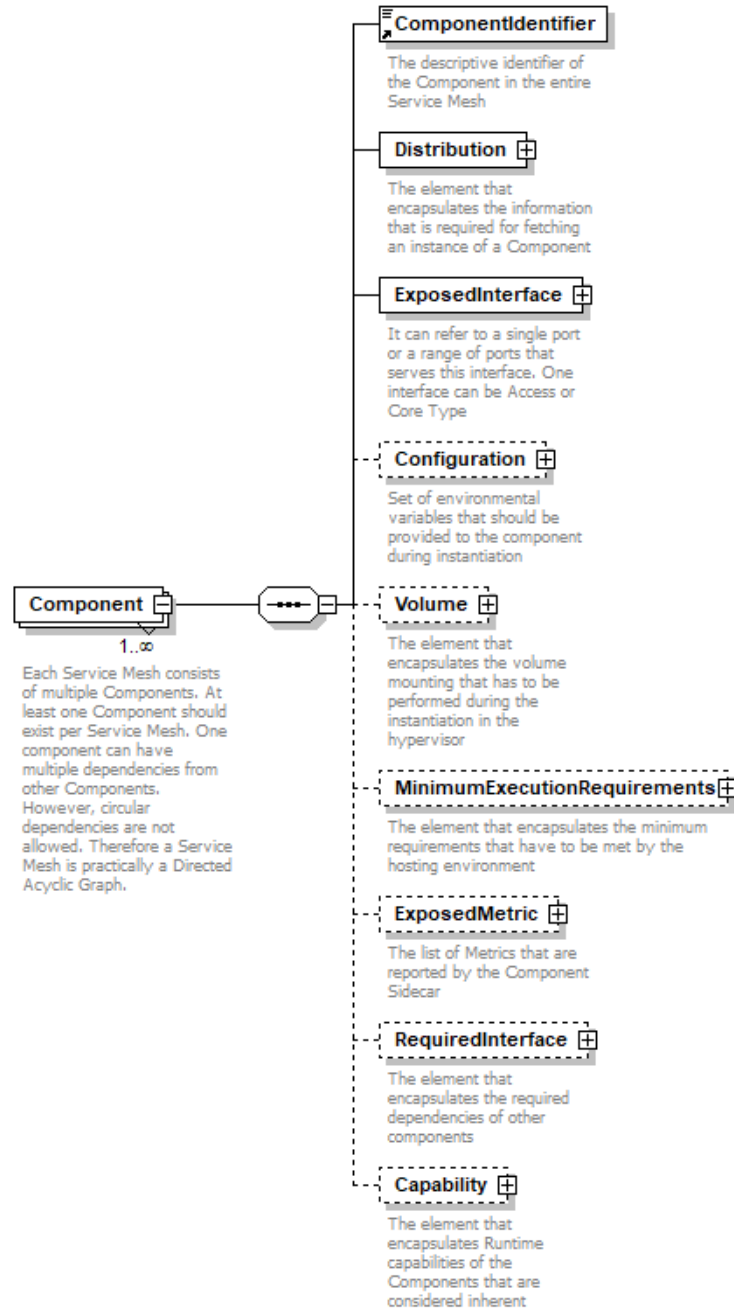 ComponentIdentifier
The descriptive identifier of
the Component in the entire
Service Mesh
Distribution
The element that
encapsulates the information
that is required for fetching
an instance of a Component
ExposedInterface
It can refer to a single port
or a range of ports that
serves this interface. One
interface can be Access or
Core Type
Configuration
Set of environmental
variables that should be
provided to the component
during instantiation
Component
1..∞
Each Service Mesh consists
of multiple Components. At
least one Component should
exist per Service Mesh. One
component can have
multiple dependencies from
other Components.
However, circular
dependencies are not
allowed. Therefore a Service
Mesh is practically a Directed
Acyclic Graph.
Volume
The element that
encapsulates the volume
mounting that has to be
performed during the
instantiation in the
hypervisor
MinimumExecutionRequirements
The element that encapsulates the minimum
requirements that have to be met by the
hosting environment
ExposedMetric
The list of Metrics that are
reported by the Component
Sidecar
RequiredInterface
The element that
encapsulates the required
dependencies of other
components
Capability
The element that
encapsulates Runtime
capabilities of the
Components that are
considered inherent